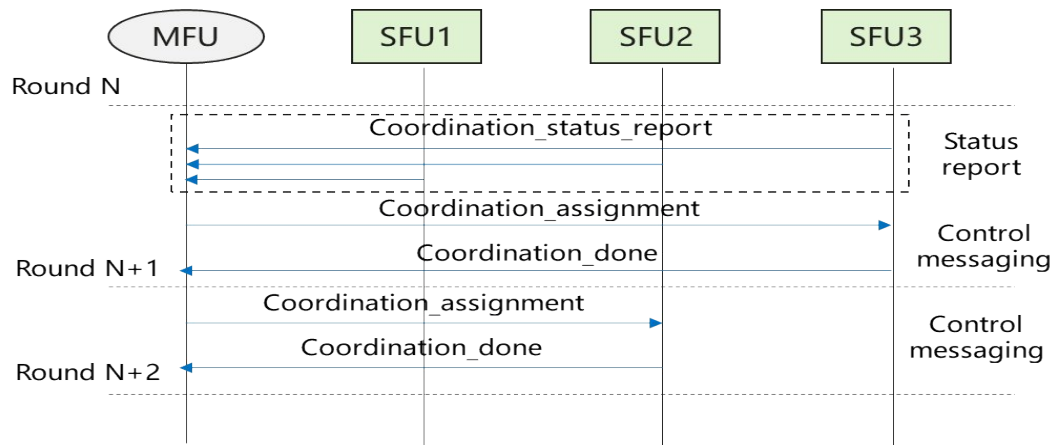 MFU
SFU1
SFU2
SFU3
Round N
Coordination_status_report
Status
report
Coordination_assignment
Control
messaging
Coordination_done
Round N+1
Coordination_assignment
Control
messaging
Coordination_done
Round N+2